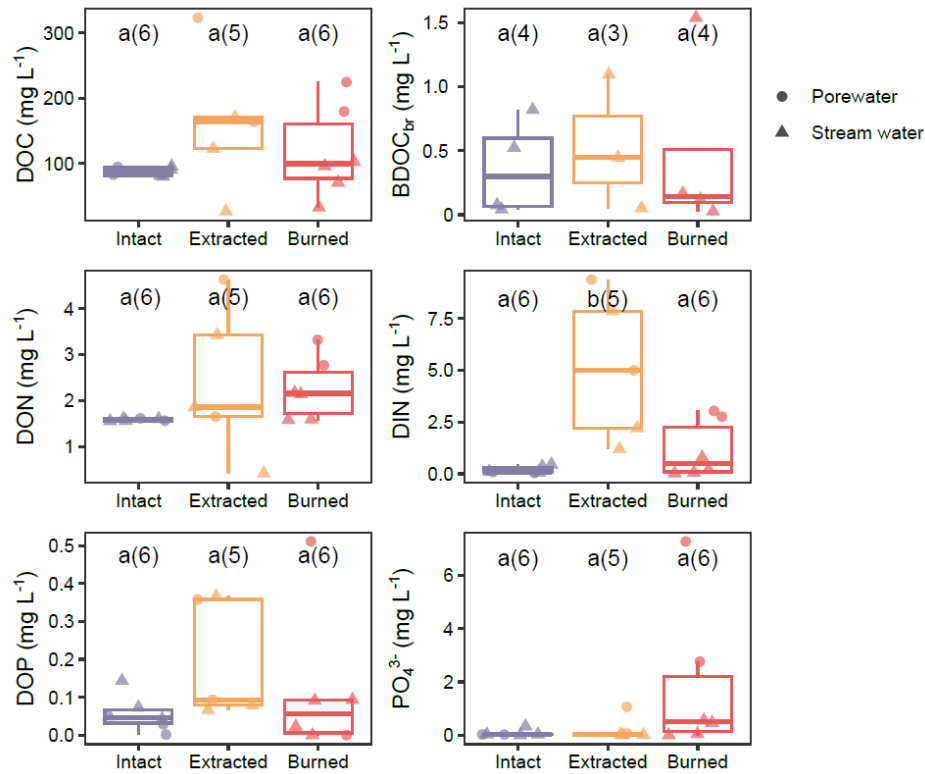 DOC (mg L⁻¹)
300
200
100
a(6) a(5) a(6)
Intact Extracted Burned
BDOCbr (mg L⁻¹)
1.5
1.0
0.5
0
a(4) a(3) a(4)
Intact Extracted Burned
Porewater
Stream water
DON (mg L⁻¹)
4
3
2
1
a(6) a(5) a(6)
Intact Extracted Burned
DIN (mg L⁻¹)
7.5
5.0
2.5
0.0
a(6) b(5) a(6)
Intact Extracted Burned
DOP (mg L⁻¹)
0.5
0.4
0.3
0.2
0.1
0.0
a(6) a(5) a(6)
Intact Extracted Burned
PO₄³⁻ (mg L⁻¹)
6
4
2
0
a(6) a(5) a(6)
Intact Extracted Burned